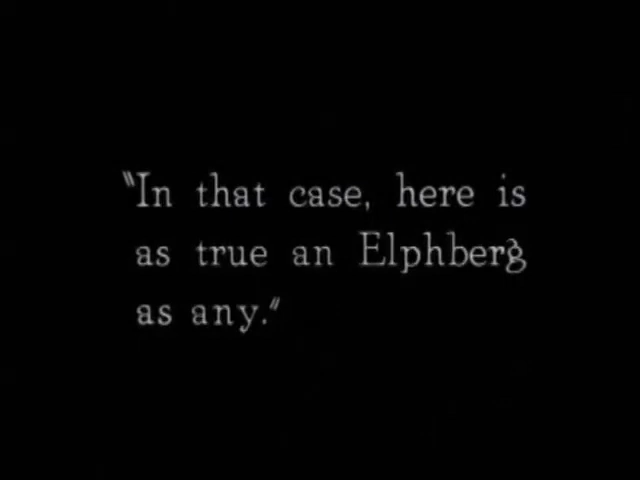 "In that case, here is
as true an Elphberg
as any."